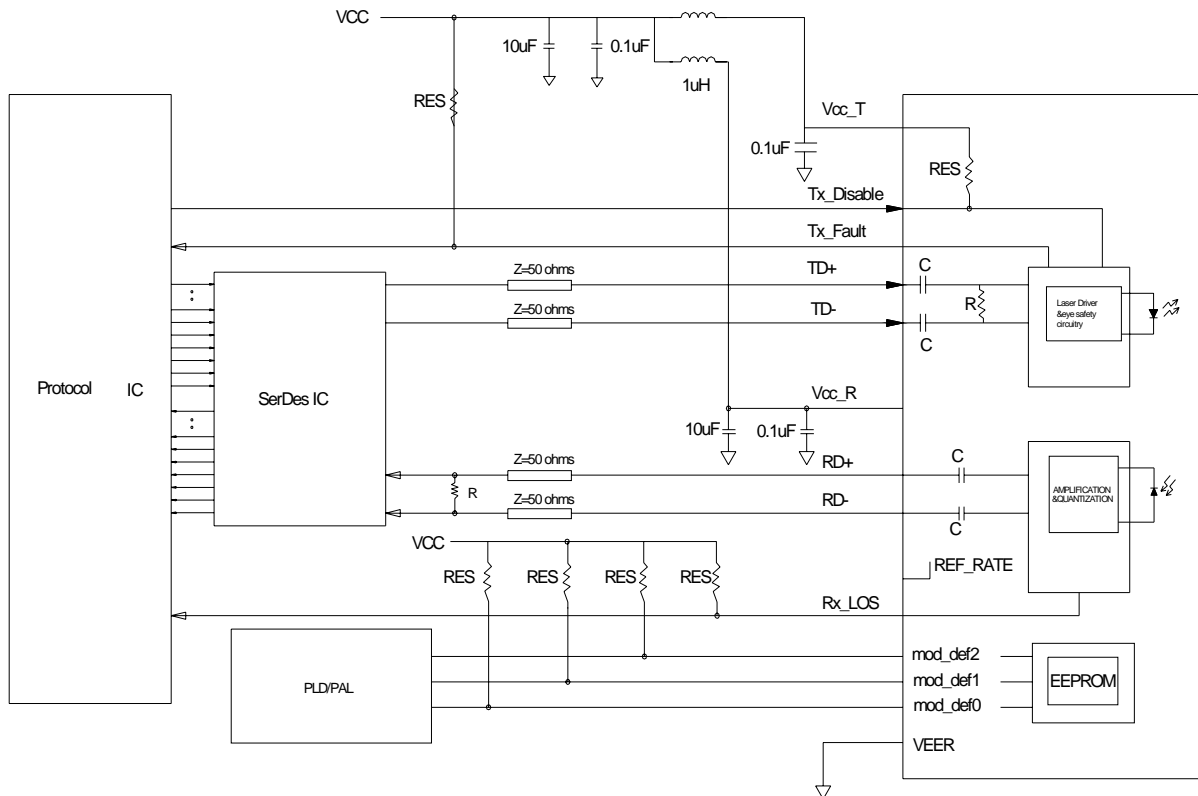 VCC
10uF
0.1uF
1uH
RES
Vcc_T
0.1uF
RES
Tx_Disable
Tx_Fault
Z=50 ohms
TD+
C
:
R
Laser Driver
&eye safety
circuitry
Z=50 ohms
TD-
C
Protocol IC
SerDes IC
Vcc_R
:
10uF
0.1uF
Z=50 ohms
RD+
C
R
AMPLIFICATION
&QUANTIZATION
Z=50 ohms
RD-
C
VCC
REF_RATE
RES
RES
RES
RES
Rx_LOS
mod_def2
PLD/PAL
mod_def1
EEPROM
mod_def0
VEER